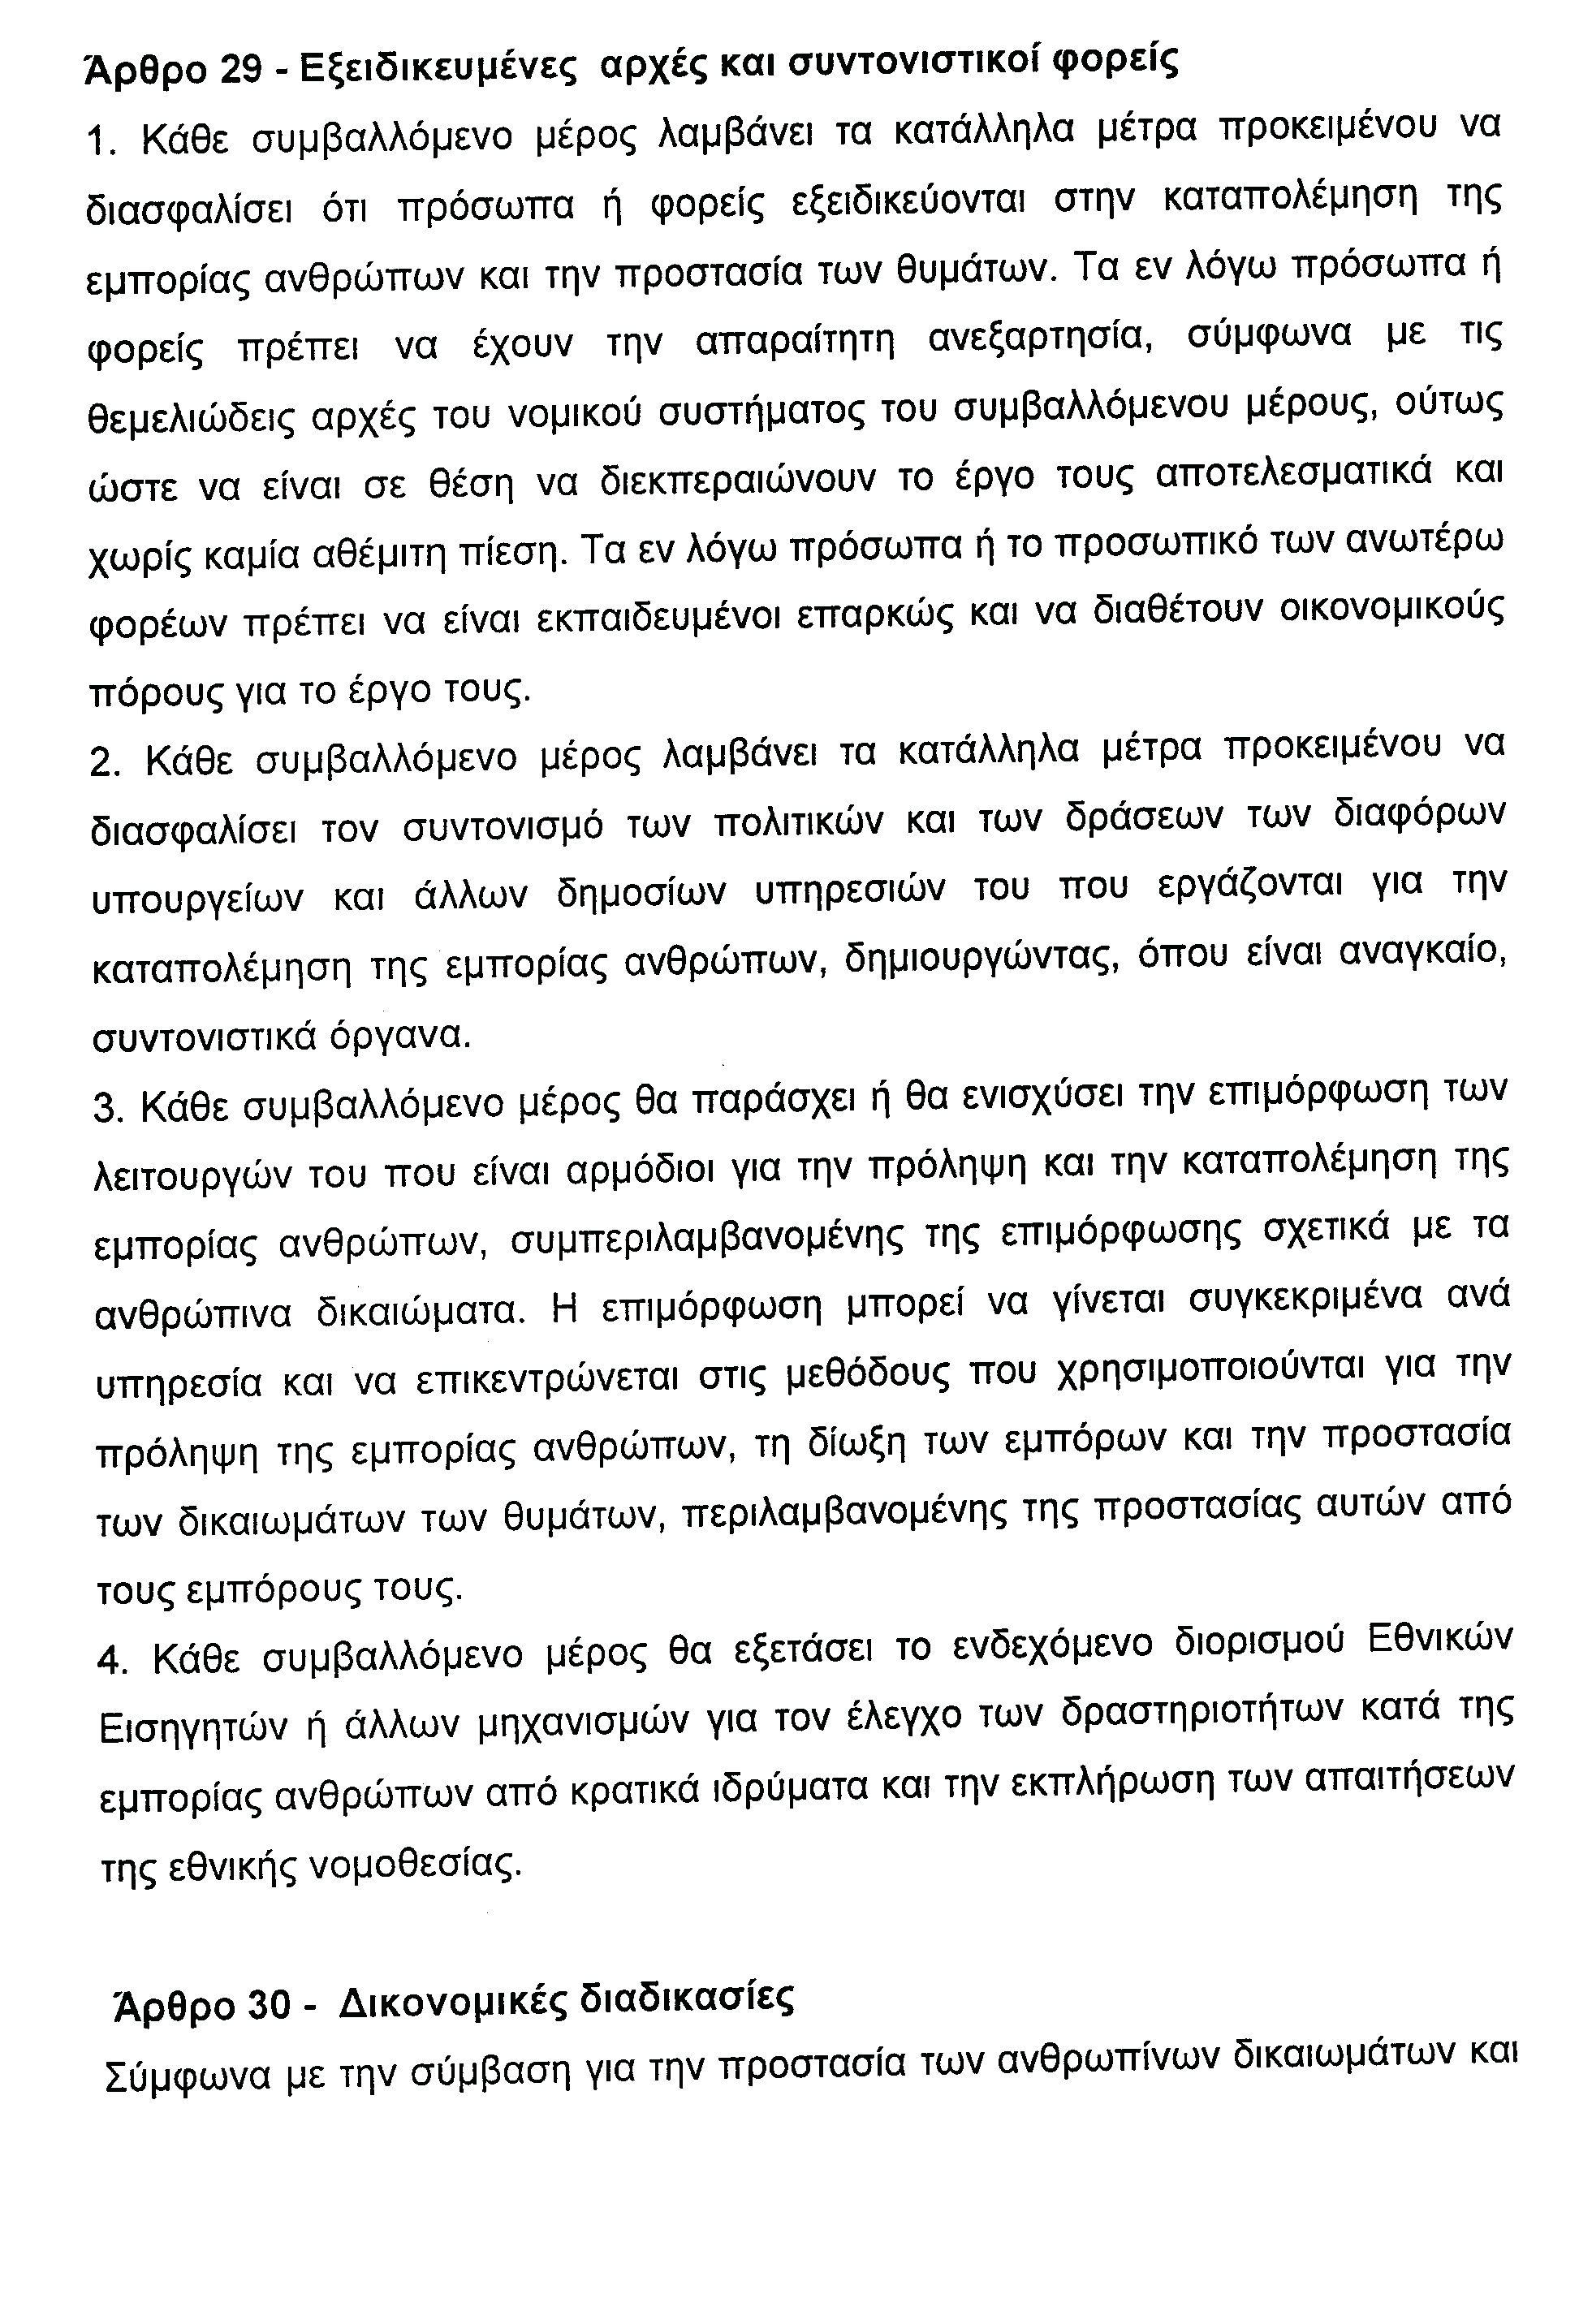 Άρθρο 29 - Εξειδικευμένες αρχές και συντονιστικοί φορείς
1. Κάθε συμβαλλόμενο μέρος λαμβάνει τα κατάλληλα μέτρα προκειμένου να
διασφαλίσει ότι πρόσωπα ή φορείς εξειδικεύονται στην καταπολέμηση της
εμπορίας ανθρώπων και την προστασία των θυμάτων. Τα εν λόγω πρόσωπα ή
φορείς πρέπει να έχουν την απαραίτητη ανεξαρτησία, σύμφωνα με τις
θεμελιώδεις αρχές του νομικού συστήματος του συμβαλλόμενου μέρους, ούτως
ώστε να είναι σε θέση να διεκπεραιώνουν το έργο τους αποτελεσματικά και
χωρίς καμία αθέμιτη πίεση. Τα εν λόγω πρόσωπα ή το προσωπικό των ανωτέρω
φορέων πρέπει να είναι εκπαιδευμένοι επαρκώς και να διαθέτουν οικονομικούς
πόρους για το έργο τους.
2. Κάθε συμβαλλόμενο μέρος λαμβάνει τα κατάλληλα μέτρα προκειμένου να
διασφαλίσει τον συντονισμό των πολιτικών και των δράσεων των διαφόρων
υπουργείων και άλλων δημοσίων υπηρεσιών του που εργάζονται για την
καταπολέμηση της εμπορίας ανθρώπων, δημιουργώντας, όπου είναι αναγκαίο,
συντονιστικά όργανα.
3. Κάθε συμβαλλόμενο μέρος θα παράσχει ή θα ενισχύσει την επιμόρφωση των
λειτουργών του που είναι αρμόδιοι για την πρόληψη και την καταπολέμηση της
εμπορίας ανθρώπων, συμπεριλαμβανομένης της επιμόρφωσης σχετικά με τα
ανθρώπινα δικαιώματα. Η επιμόρφωση μπορεί να γίνεται συγκεκριμένα ανά
υπηρεσία και να επικεντρώνεται στις μεθόδους που χρησιμοποιούνται για την
πρόληψη της εμπορίας ανθρώπων, τη δίωξη των εμπόρων και την προστασία
των δικαιωμάτων των θυμάτων, περιλαμβανομένης της προστασίας αυτών από
τους εμπόρους τους.
4. Κάθε συμβαλλόμενο μέρος θα εξετάσει το ενδεχόμενο διορισμού Εθνικών
Εισηγητών ή άλλων μηχανισμών για τον έλεγχο των δραστηριοτήτων κατά της
εμπορίας ανθρώπων από κρατικά ιδρύματα και την εκπλήρωση των απαιτήσεων
της εθνικής νομοθεσίας.
Άρθρο 30 - Δικονομικές διαδικασίες
Σύμφωνα με την σύμβαση για την προστασία των ανθρωπίνων δικαιωμάτων και